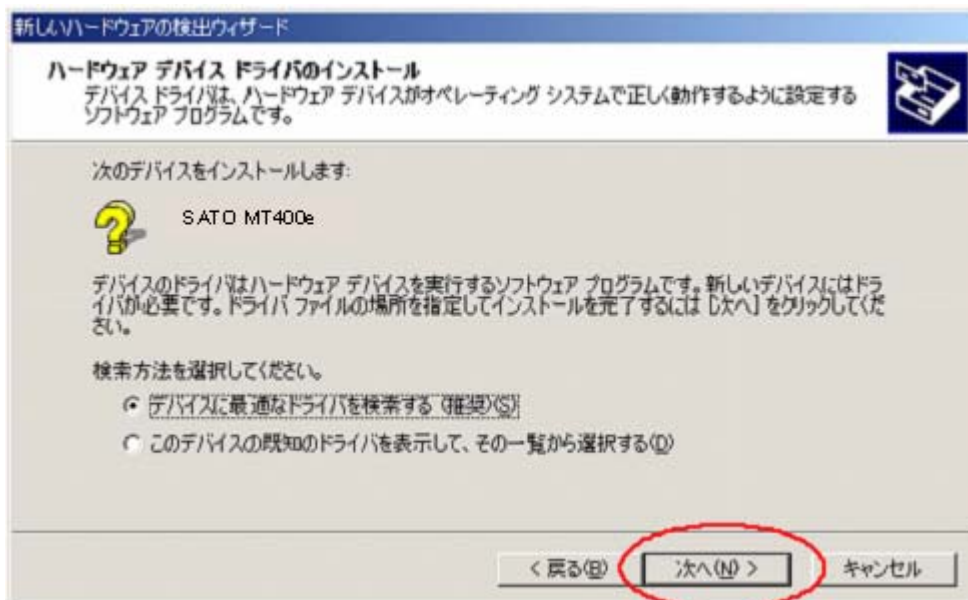 新しいハードウェアの検出ウィザード
ハードウェア デバイス ドライバのインストール
デバイス ドライバは、ハードウェア デバイスがオペレーティング システムで正しく動作するように設定する
ソフトウェア プログラムです。
次のデバイスをインストールします:
SATO MT400e
デバイスのドライバはハードウェア デバイスを実行するソフトウェア プログラムです。新しいデバイスにはドラ
イバが必要です。ドライバ ファイルの場所を指定してインストールを完了するには [次へ] をクリックしてくだ
さい。
検索方法を選択してください。
デバイスに最適なドライバを検索する (推奨)(S)
このデバイスの既知のドライバを表示して、その一覧から選択する(D)
< 戻る(B)
次へ(N) >
キャンセル